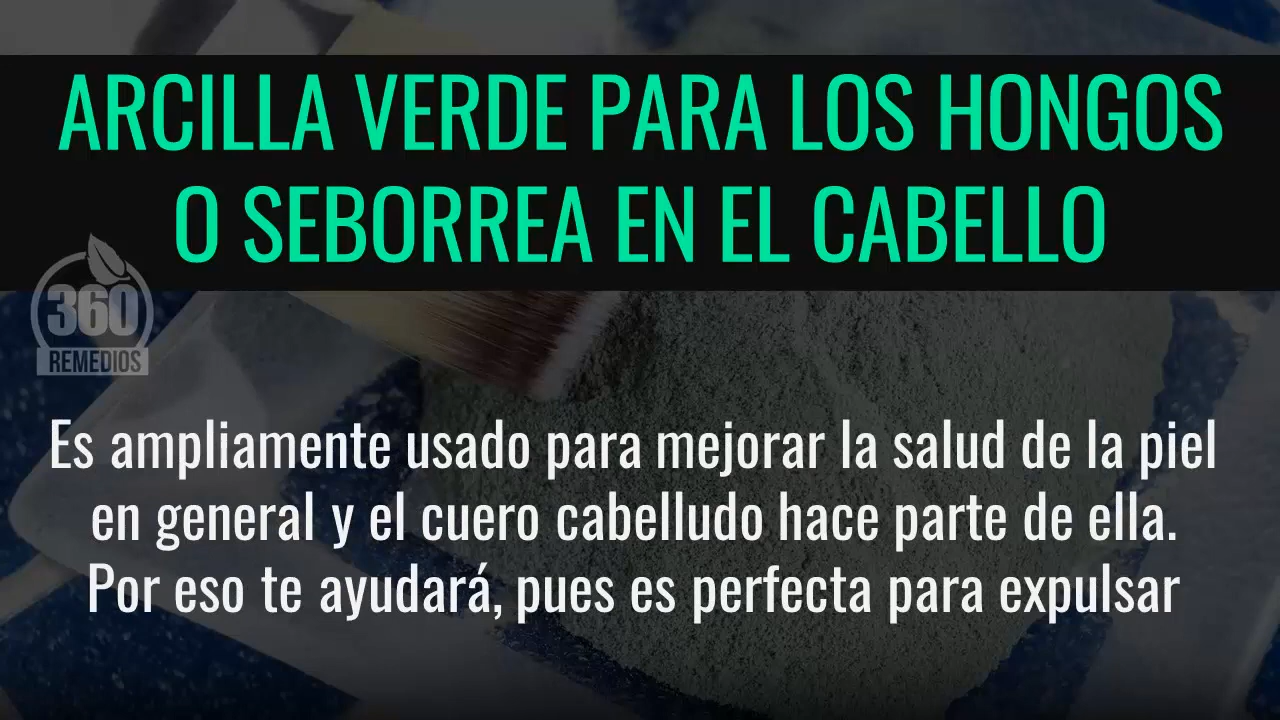 ARCILLA VERDE PARA LOS HONGOS
O SEBORREA EN EL CABELLO
360
REMEDIOS
Es ampliamente usado para mejorar la salud de la piel
en general y el cuero cabelludo hace parte de ella.
Por eso te ayudará, pues es perfecta para expulsar